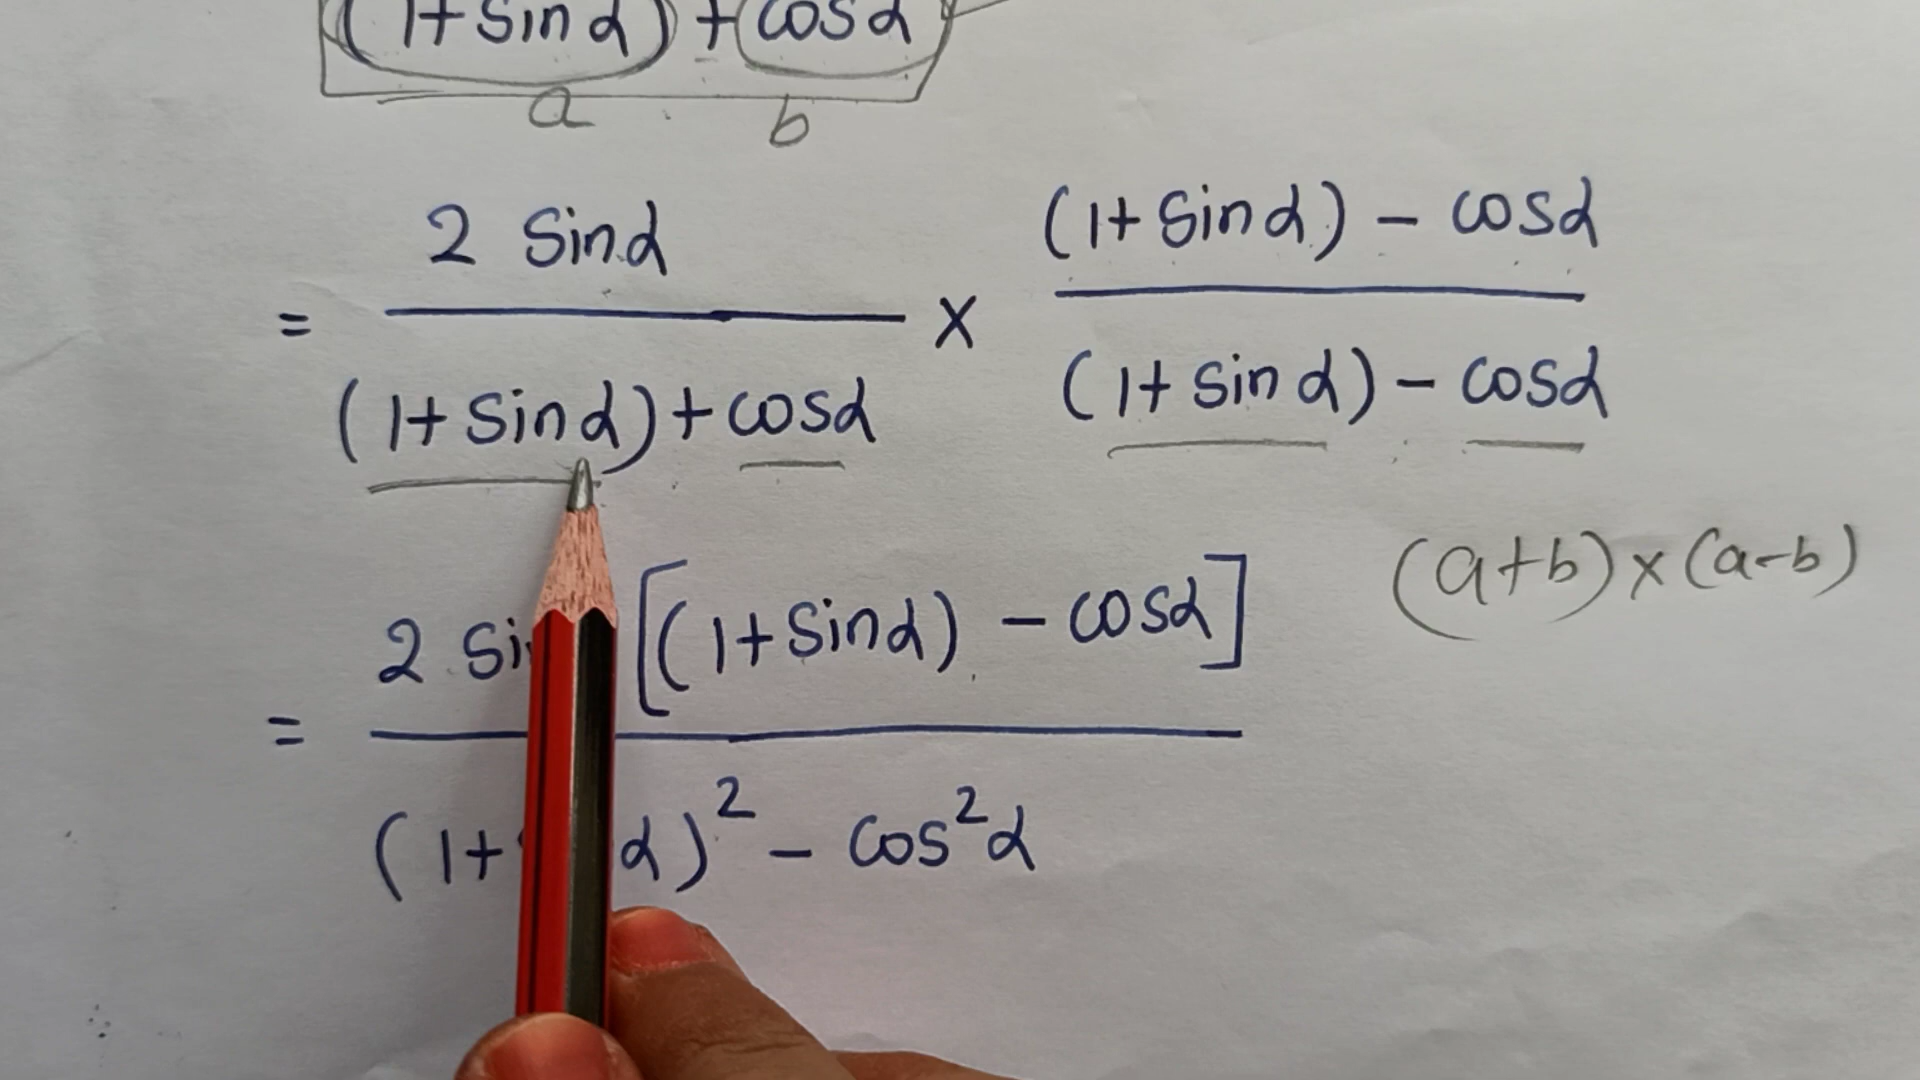 (1+Sinα)+cosα
a b
2 Sinα (1+Sinα) - cosα
= ───── × ─────
(1+Sinα)+cosα (1+Sinα) - cosα
(a+b)×(a-b)
2 [(1+Sinα) - cosα]
= ─────
(1+ α)² - Cos²α